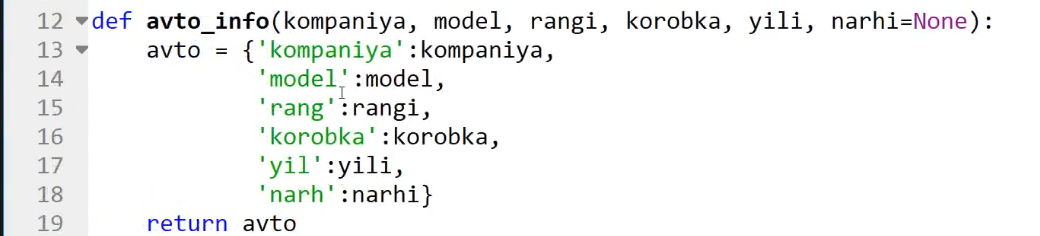 12 def avto_info(kompaniya, model, rangi, korobka, yili, narhi=None):
13     avto = {'kompaniya':kompaniya,
14             'model':model,
15             'rang':rangi,
16             'korobka':korobka,
17             'yil':yili,
18             'narh':narhi}
19     return avto